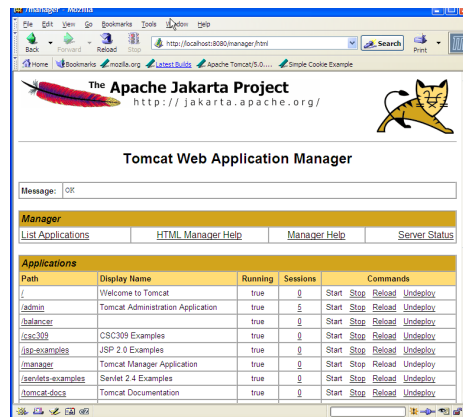 /manager - Mozilla
File Edit View Go Bookmarks Tools Window Help
Back Forward Reload Stop http://localhost:8080/manager/html Search Print
Home Bookmarks mozilla.org Latest Builds Apache Tomcat/5.0.... Simple Cookie Example
The Apache Jakarta Project
http://jakarta.apache.org/
Tomcat Web Application Manager
Message: OK
Manager
List Applications HTML Manager Help Manager Help Server Status
Applications
Path Display Name Running Sessions Commands
/ Welcome to Tomcat true 0 Start Stop Reload Undeploy
/admin Tomcat Administration Application true 5 Start Stop Reload Undeploy
/balancer true 0 Start Stop Reload Undeploy
/csc309 CSC309 Examples true 0 Start Stop Reload Undeploy
/jsp-examples JSP 2.0 Examples true 0 Start Stop Reload Undeploy
/manager Tomcat Manager Application true 0 Start Stop Reload Undeploy
/servlets-examples Servlet 2.4 Examples true 0 Start Stop Reload Undeploy
/tomcat-docs Tomcat Documentation true 0 Start Stop Reload Undeploy